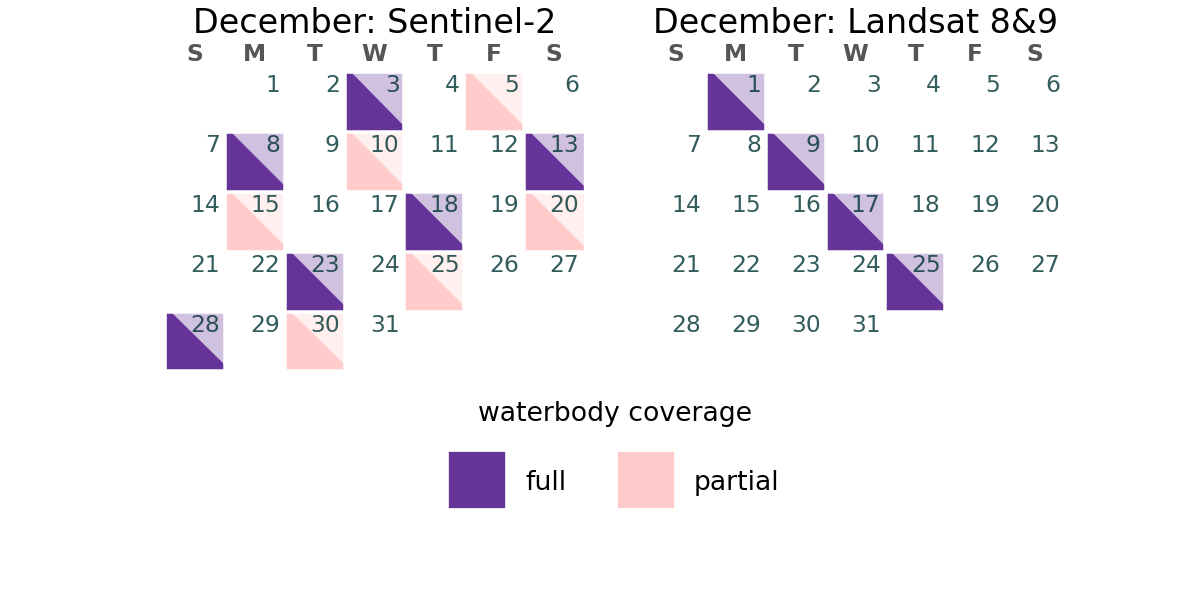 December: Sentinel-2
S M T W T F S
1 2 3 4 5 6
7 8 9 10 11 12 13
14 15 16 17 18 19 20
21 22 23 24 25 26 27
28 29 30 31
December: Landsat 8&9
S M T W T F S
1 2 3 4 5 6
7 8 9 10 11 12 13
14 15 16 17 18 19 20
21 22 23 24 25 26 27
28 29 30 31
waterbody coverage
full partial